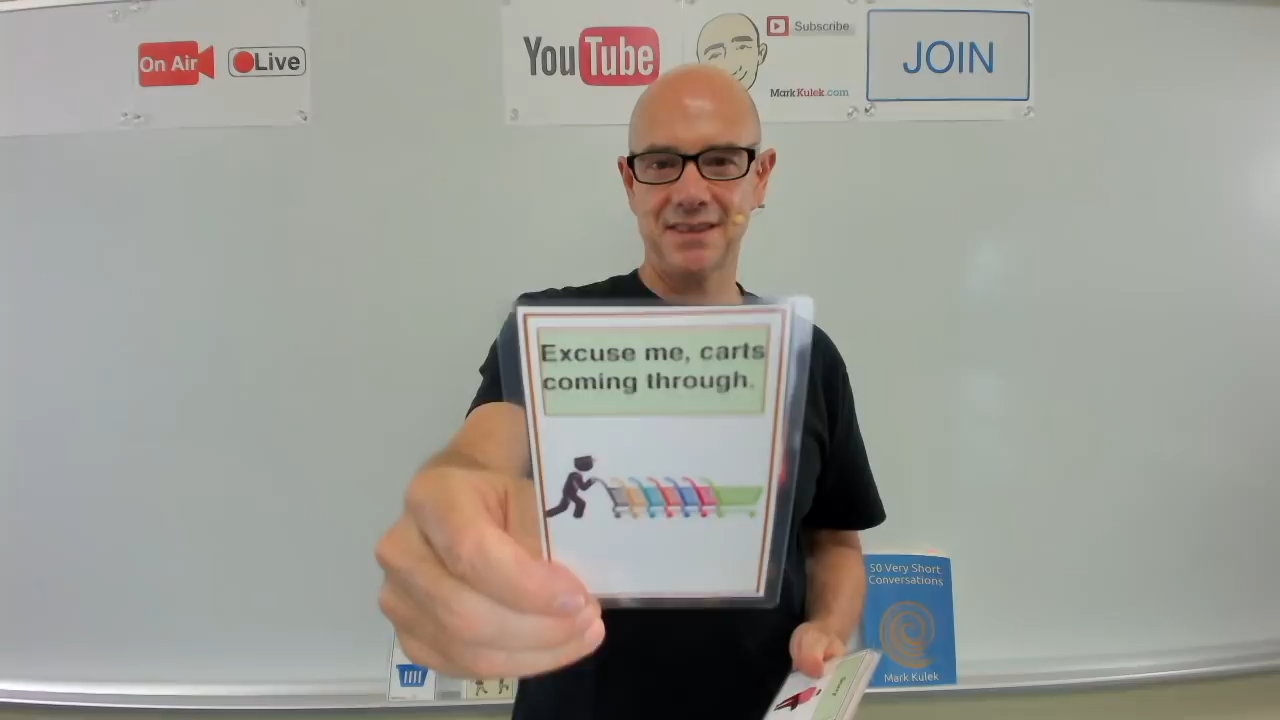 On Air
Live
YouTube
Subscribe
MarkKulek.com
JOIN
Excuse me, carts
coming through.
50 Very Short
Conversations
Mark Kulek